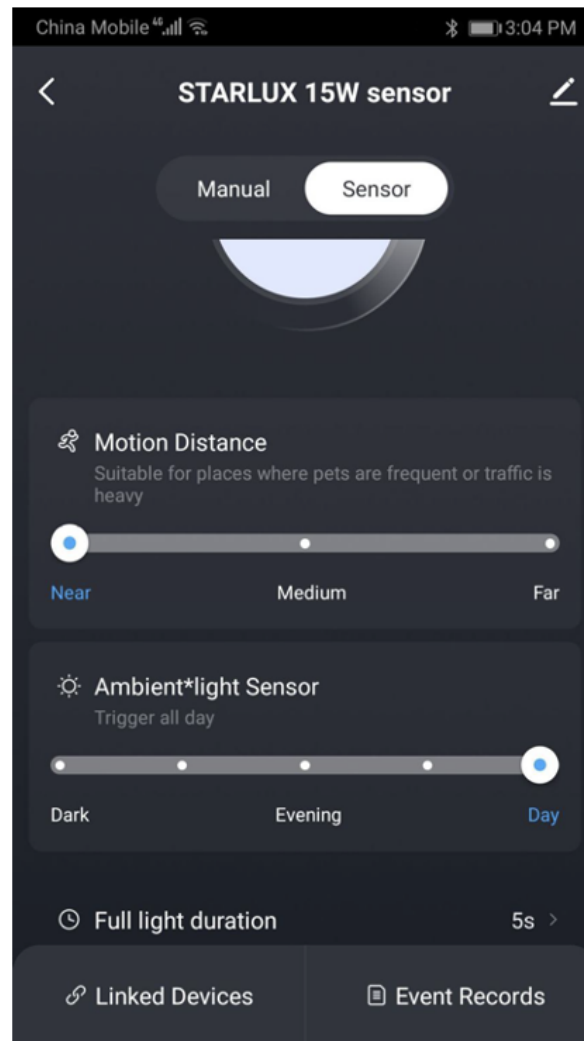 China Mobile 4G 3:04 PM
STARLUX 15W sensor
Manual Sensor
Motion Distance
Suitable for places where pets are frequent or traffic is
heavy
Near Medium Far
Ambient*light Sensor
Trigger all day
Dark Evening Day
Full light duration 5s
Linked Devices Event Records